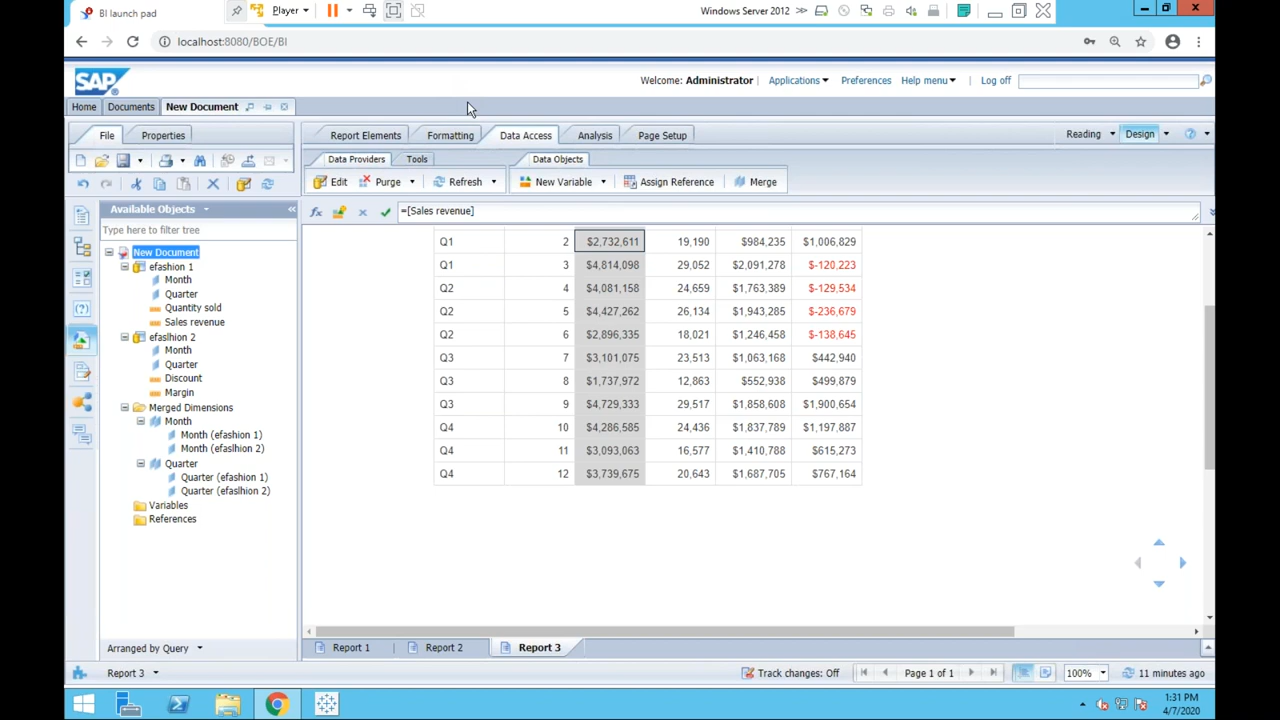 BI launch pad
Player
Windows Server 2012
localhost:8080/BOE/BI
SAP
Welcome: Administrator
Applications
Preferences
Help menu
Log off
Home
Documents
New Document
File
Properties
Report Elements
Formatting
Data Access
Analysis
Page Setup
Reading
Design
Data Providers
Tools
Data Objects
Edit
Purge
Refresh
New Variable
Assign Reference
Merge
=[Sales revenue]
Available Objects
Type here to filter tree
New Document
efashion 1
Month
Quarter
Quantity sold
Sales revenue
efaslhion 2
Month
Quarter
Discount
Margin
Merged Dimensions
Month
Month (efashion 1)
Month (efaslhion 2)
Quarter
Quarter (efashion 1)
Quarter (efaslhion 2)
Variables
References
Arranged by Query
Q1 2 $2,732,611 19,190 $984,235 $1,006,829
Q1 3 $4,814,098 29,052 $2,091,278 $-120,223
Q2 4 $4,081,158 24,659 $1,763,389 $-129,534
Q2 5 $4,427,262 26,134 $1,943,285 $-236,679
Q2 6 $2,896,335 18,021 $1,246,458 $-138,645
Q3 7 $3,101,075 23,513 $1,063,168 $442,940
Q3 8 $1,737,972 12,863 $552,938 $499,879
Q3 9 $4,729,333 29,517 $1,858,608 $1,900,654
Q4 10 $4,286,585 24,436 $1,837,789 $1,197,887
Q4 11 $3,093,063 16,577 $1,410,788 $615,273
Q4 12 $3,739,675 20,643 $1,687,705 $767,164
Report 1
Report 2
Report 3
Report 3
Track changes: Off
Page 1 of 1
100%
11 minutes ago
1:31 PM
4/7/2020